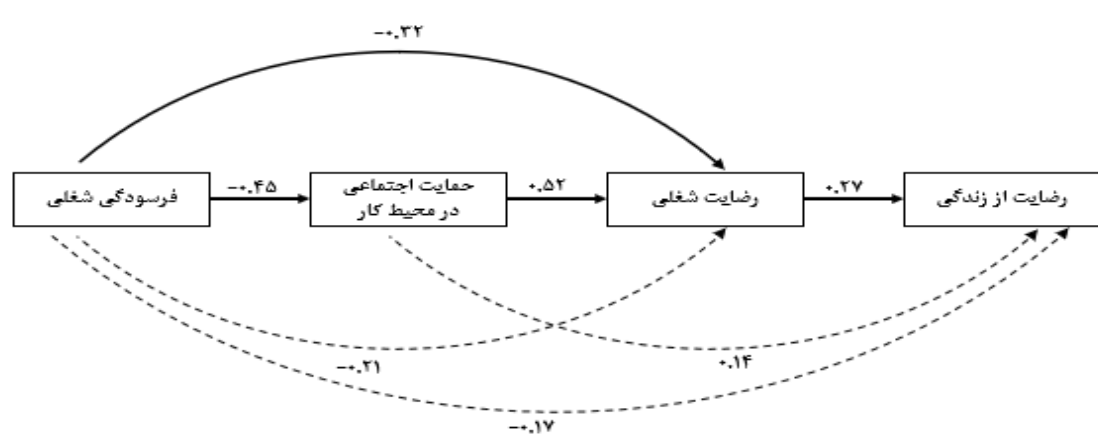 -۰.۳۲
فرسودگی شغلی
-۰.۴۵
حمایت اجتماعی
در محیط کار
۰.۵۲
رضایت شغلی
۰.۲۷
رضایت از زندگی
-۰.۲۱
۰.۱۴
-۰.۱۷